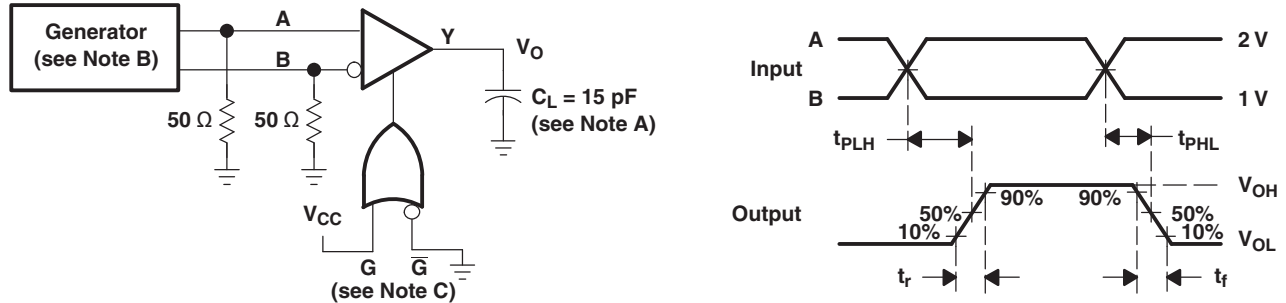 Generator
(see Note B)
A
B
Y
VO
50 Ω
50 Ω
CL = 15 pF
(see Note A)
VCC
G
G̅
(see Note C)
A
Input
B
2 V
1 V
tPLH
tPHL
Output
10%
50%
90%
90%
50%
10%
VOH
VOL
tr
tf